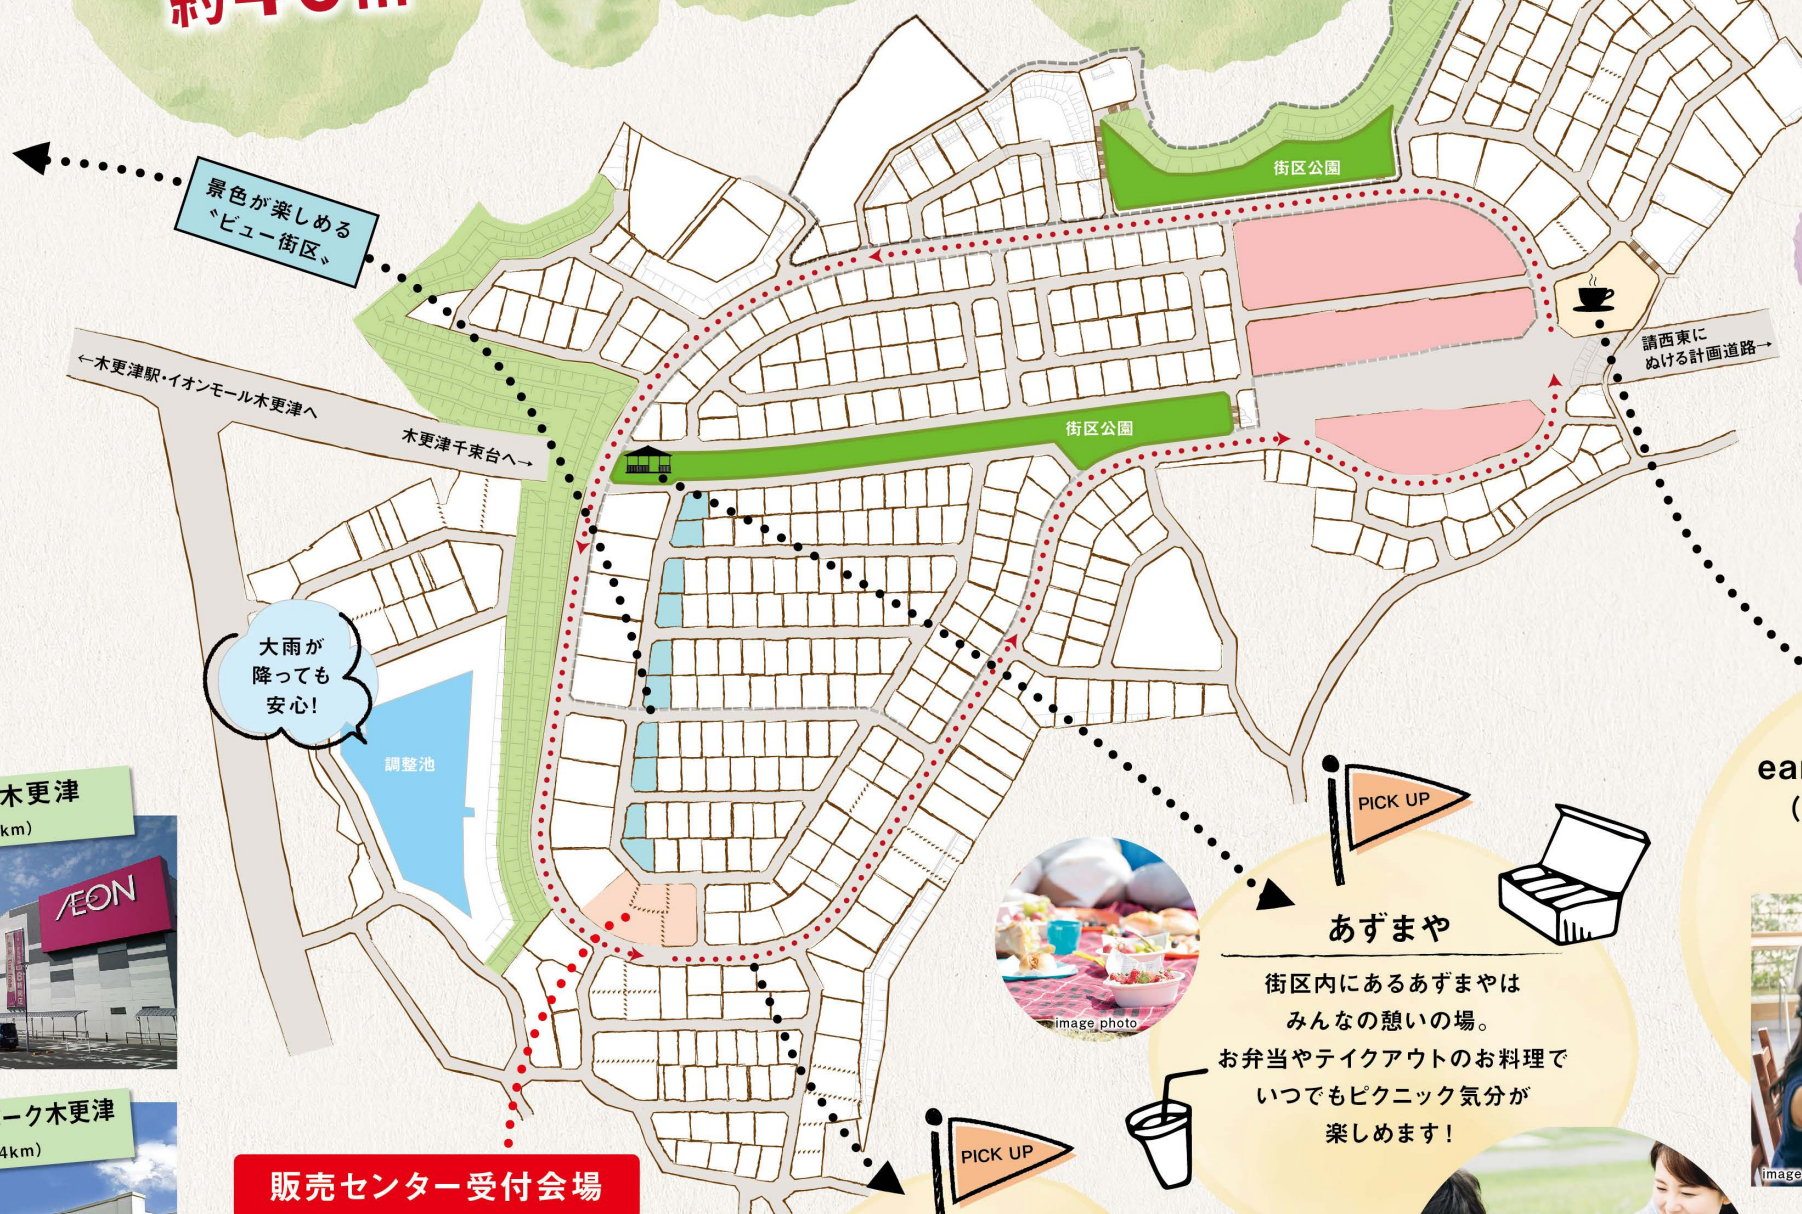 景色が楽しめる
〝ビュー街区〟
街区公園
請西東に
ぬける計画道路→
←木更津駅・イオンモール木更津へ
木更津千束台へ→
街区公園
大雨が
降っても
安心!
調整池
木更津
km)
ÆON
ーク木更津
4km)
販売センター受付会場
PICK UP
あずまや
街区内にあるあずまやは
みんなの憩いの場。
お弁当やテイクアウトのお料理で
いつでもピクニック気分が
楽しめます!
image photo
PICK UP
ear
(
image